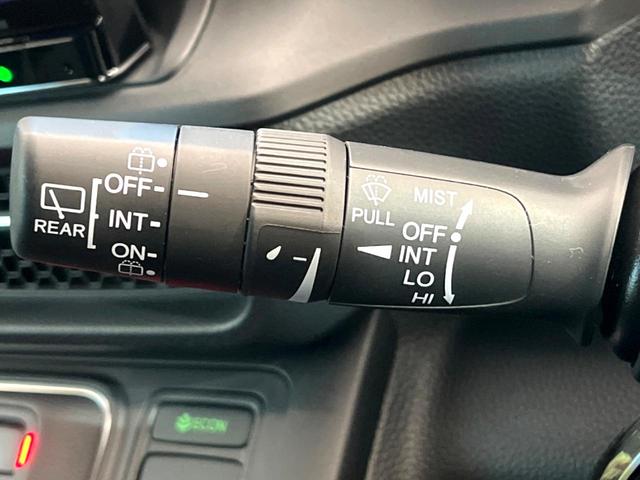 REAR
OFF
INT
ON
PULL
MIST
OFF
INT
LO
HI
ECON